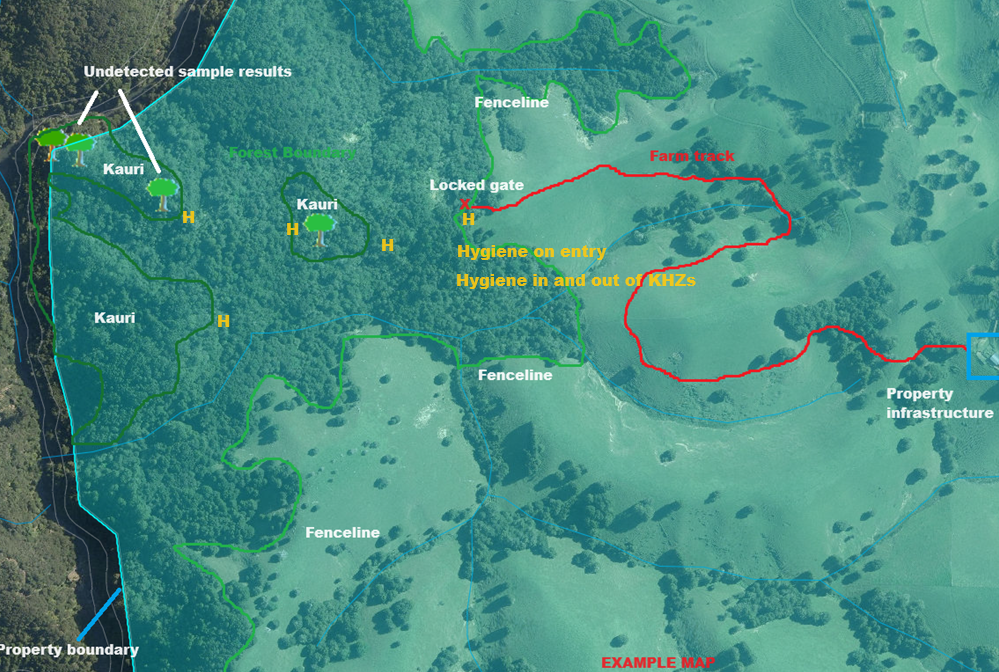 Undetected sample results
Fenceline
Forest Boundary
Farm track
Kauri
Locked gate
X
Kauri
H
H
H
H
Hygiene on entry
Hygiene in and out of KHZs
Kauri
H
Fenceline
Property
infrastructure
Fenceline
Property boundary
EXAMPLE MAP